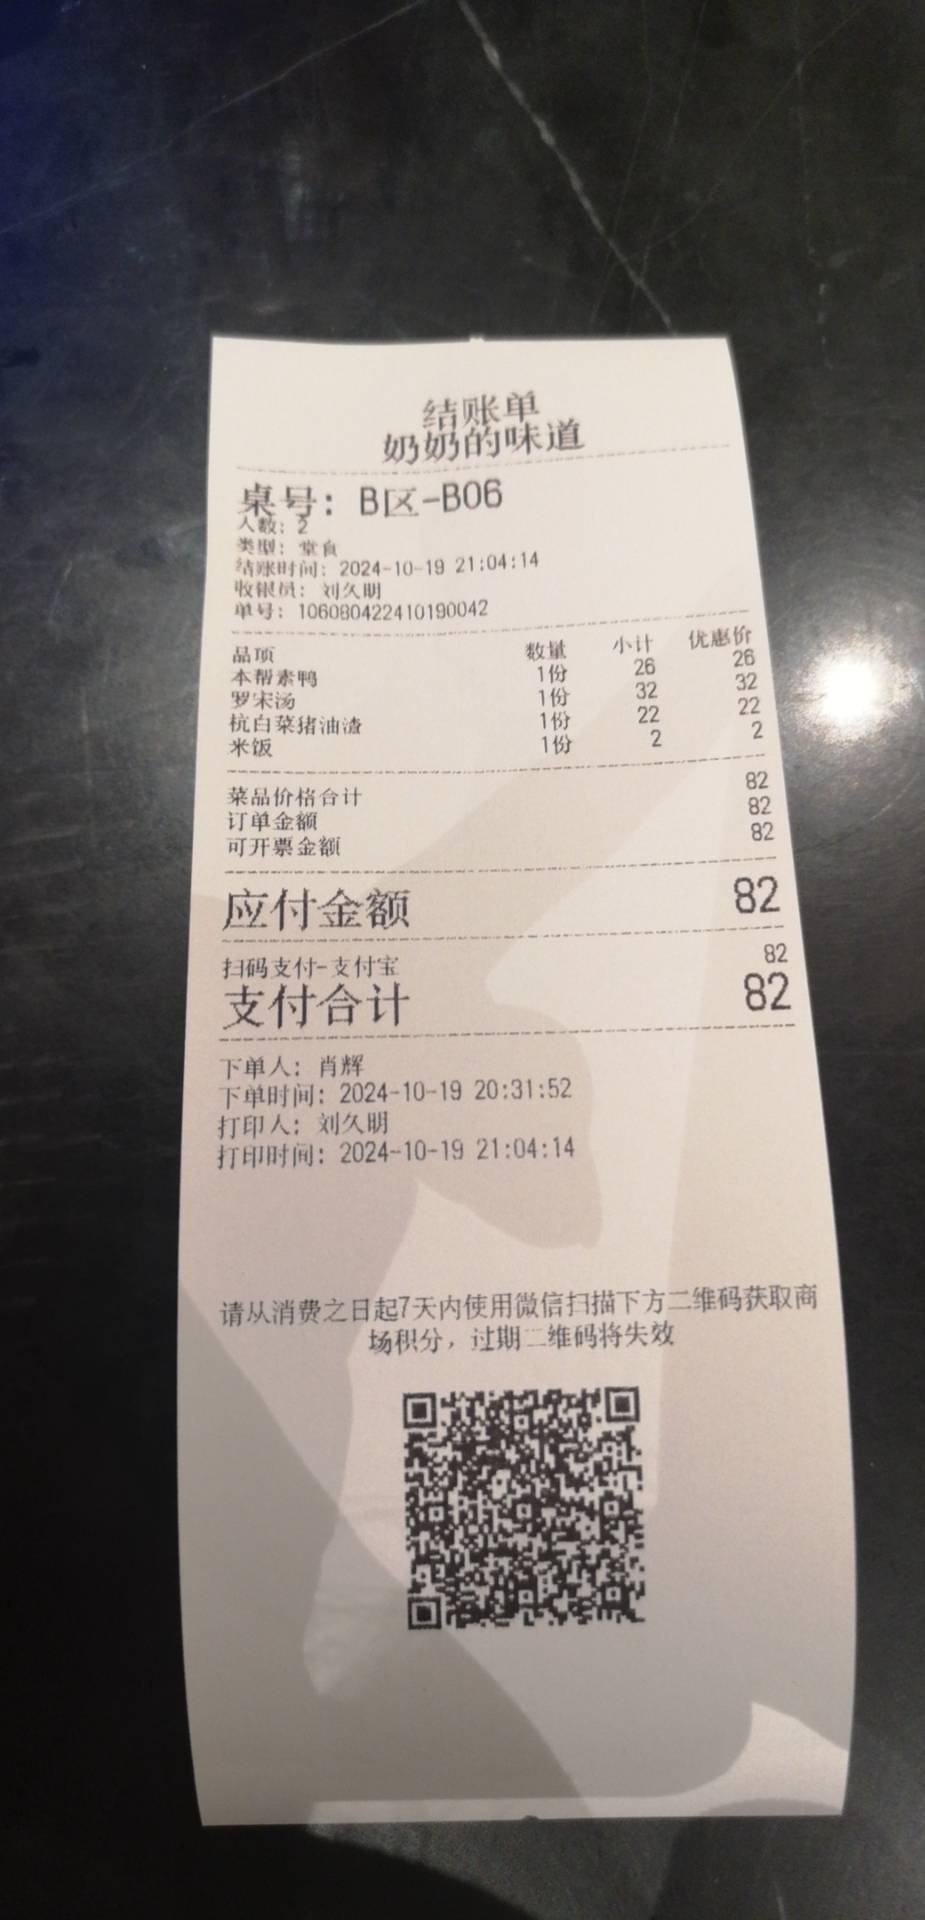 结账单
奶奶的味道
桌号: B区-B06
人数: 2
类型: 堂食
结账时间: 2024-10-19 21:04:14
收银员: 刘久明
单号: 106080422410190042
品项 数量 小计 优惠价
本帮素鸭 1份 26 26
罗宋汤 1份 32 32
杭白菜猪油渣 1份 22 22
米饭 1份 2 2
菜品价格合计 82
订单金额 82
可开票金额 82
应付金额 82
扫码支付-支付宝 82
支付合计 82
下单人: 肖辉
下单时间: 2024-10-19 20:31:52
打印人: 刘久明
打印时间: 2024-10-19 21:04:14
请从消费之日起7天内使用微信扫描下方二维码获取商
场积分，过期二维码将失效